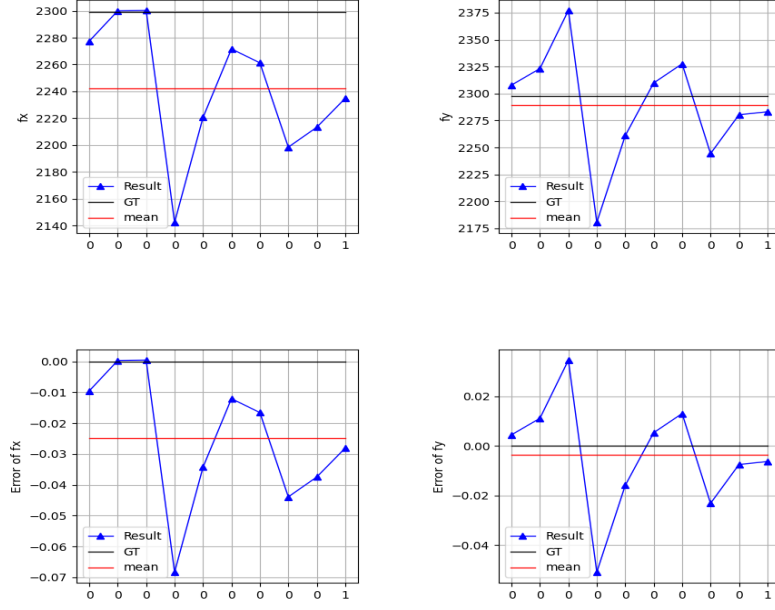 2300
2280
2260
2240
2220
2200
2180
2160
2140
fx
Result
GT
mean
0 0 0 0 0 0 0 0 0 1
2375
2350
2325
2300
2275
2250
2225
2200
2175
fy
Result
GT
mean
0 0 0 0 0 0 0 0 0 1
0.00
−0.01
−0.02
−0.03
−0.04
−0.05
−0.06
−0.07
Error of fx
Result
GT
mean
0 0 0 0 0 0 0 0 0 1
0.02
0.00
−0.02
−0.04
Error of fy
Result
GT
mean
0 0 0 0 0 0 0 0 0 1